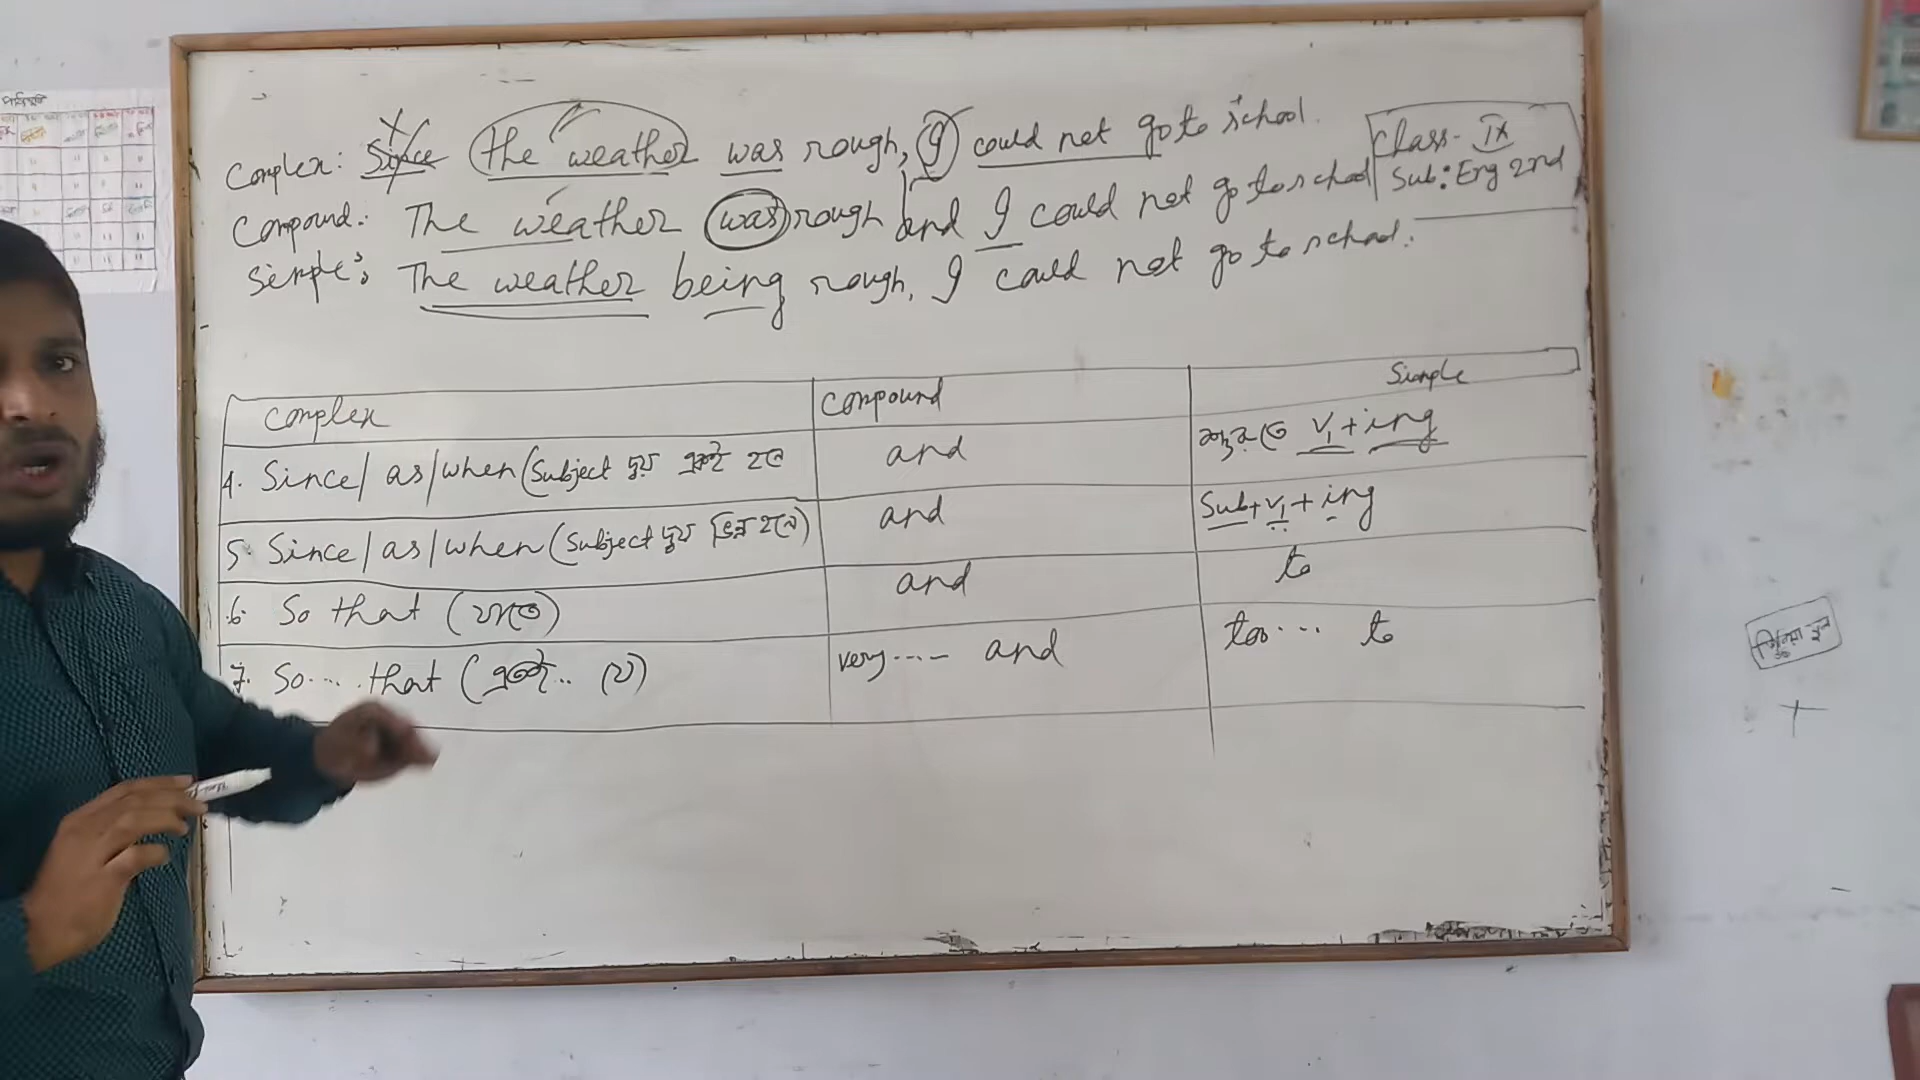 Complex: Since the weather was rough, I could not go to school.
Compound: The weather was rough and I could not go to school
Simple: The weather being rough, I could not go to school.
Class- IX
Sub: Eng 2nd
Complex Compound Simple
4. Since/ as/when (Subject দুটি একই হলে and V₁+ing
5. Since/as/when (Subject দুটি ভিন্ন হলে) and Sub+V₁+ing
6. So that (যাতে) and to
7. So.... that (এতই... যে) very.... and too... to